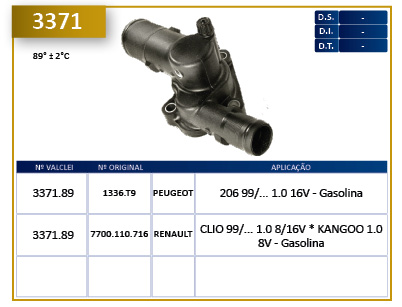 3371
D.S. -
D.I. -
D.T. -
89° ± 2°C
Nº VALCLEI Nº ORIGINAL APLICAÇÃO
3371.89 1336.T9 PEUGEOT 206 99/... 1.0 16V - Gasolina
3371.89 7700.110.716 RENAULT CLIO 99/... 1.0 8/16V * KANGOO 1.0
8V - Gasolina